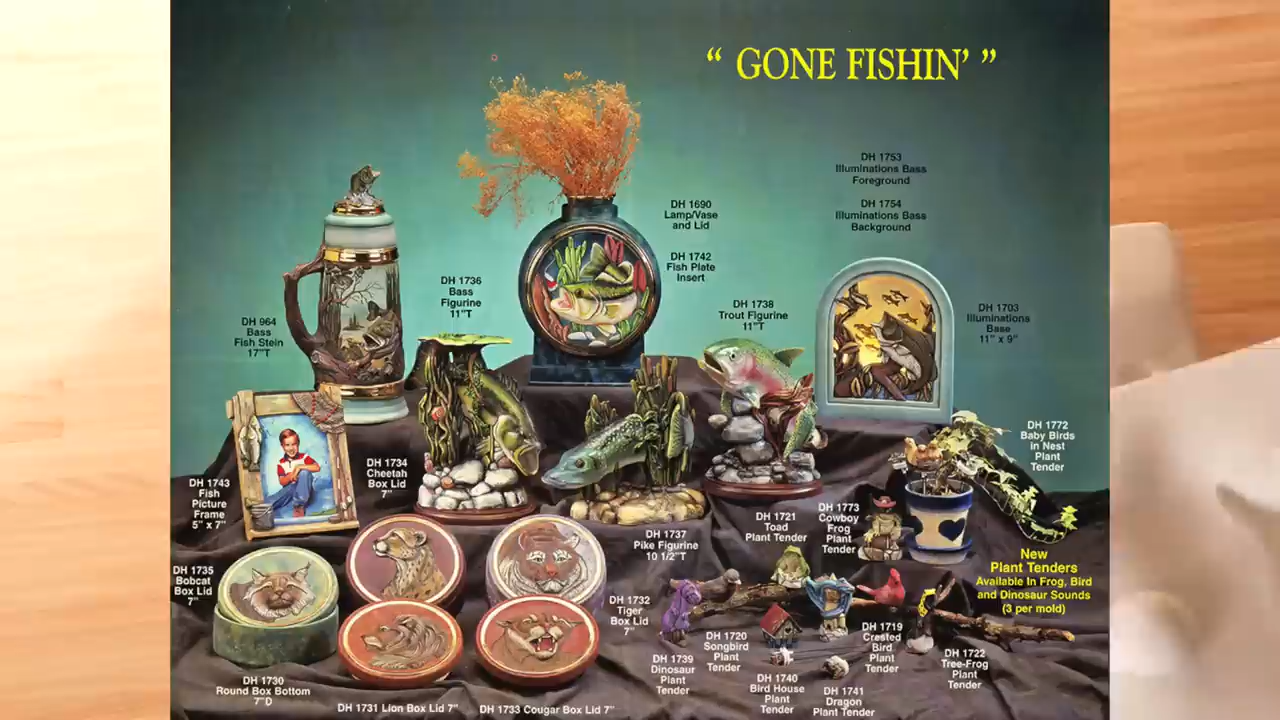 “ GONE FISHIN’ ”
DH 1753
Illuminations Bass
Foreground
DH 1754
Illuminations Bass
Background
DH 1690
Lamp/Vase
and Lid
DH 1742
Fish Plate
Insert
DH 1736
Bass
Figurine
11"T
DH 1738
Trout Figurine
11"T
DH 1703
Illuminations
Base
11" x 9"
DH 964
Bass
Fish Stein
17"T
DH 1772
Baby Birds
in Nest
Plant
Tender
DH 1734
Cheetah
Box Lid
7"
DH 1743
Fish
Picture
Frame
5" x 7"
DH 1721
Toad
Plant Tender
DH 1773
Cowboy
Frog
Plant
Tender
DH 1737
Pike Figurine
10 1/2"T
New
Plant Tenders
Available In Frog, Bird
and Dinosaur Sounds
(3 per mold)
DH 1735
Bobcat
Box Lid
7"
DH 1732
Tiger
Box Lid
7"
DH 1720
Songbird
Plant
Tender
DH 1719
Crested
Bird
Plant
Tender
DH 1739
Dinosaur
Plant
Tender
DH 1722
Tree-Frog
Plant
Tender
DH 1740
Bird House
Plant
Tender
DH 1741
Dragon
Plant Tender
DH 1730
Round Box Bottom
7"D
DH 1731 Lion Box Lid 7"
DH 1733 Cougar Box Lid 7"